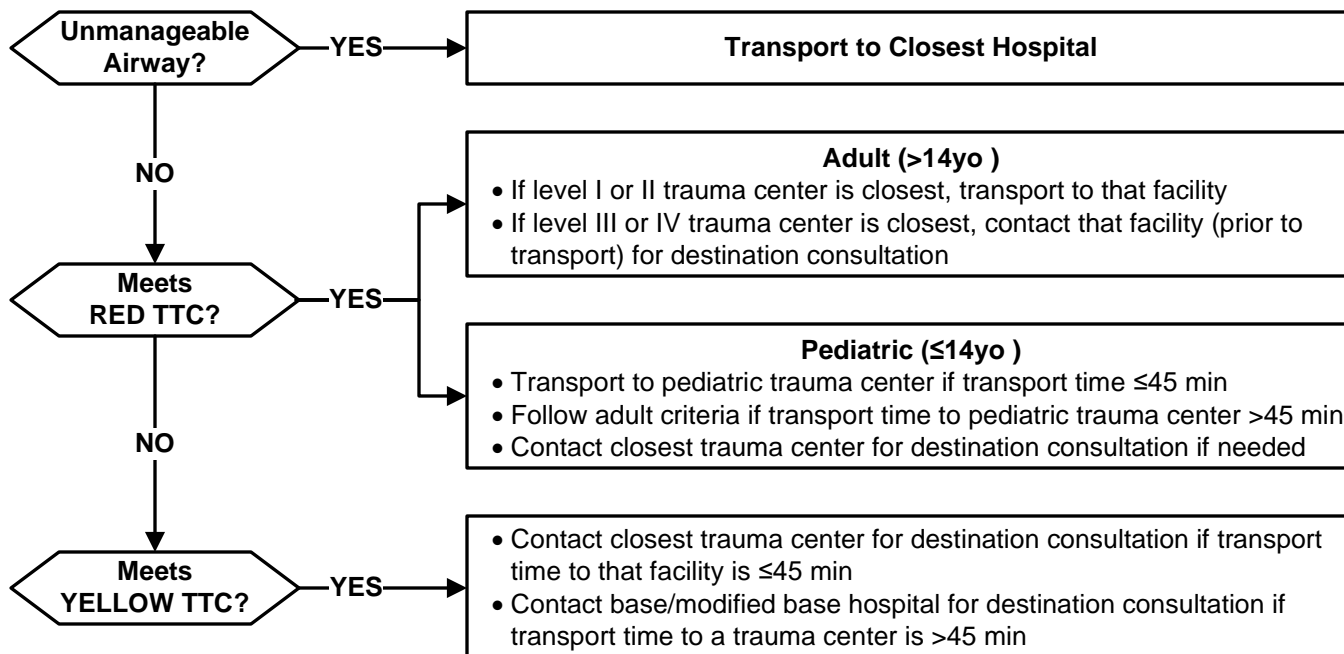 Unmanageable
Airway?
YES
Transport to Closest Hospital
NO
Adult (>14yo )
• If level I or II trauma center is closest, transport to that facility
• If level III or IV trauma center is closest, contact that facility (prior to
transport) for destination consultation
Meets
RED TTC?
YES
Pediatric (≤14yo )
• Transport to pediatric trauma center if transport time ≤45 min
• Follow adult criteria if transport time to pediatric trauma center >45 min
• Contact closest trauma center for destination consultation if needed
NO
Meets
YELLOW TTC?
YES
• Contact closest trauma center for destination consultation if transport
time to that facility is ≤45 min
• Contact base/modified base hospital for destination consultation if
transport time to a trauma center is >45 min